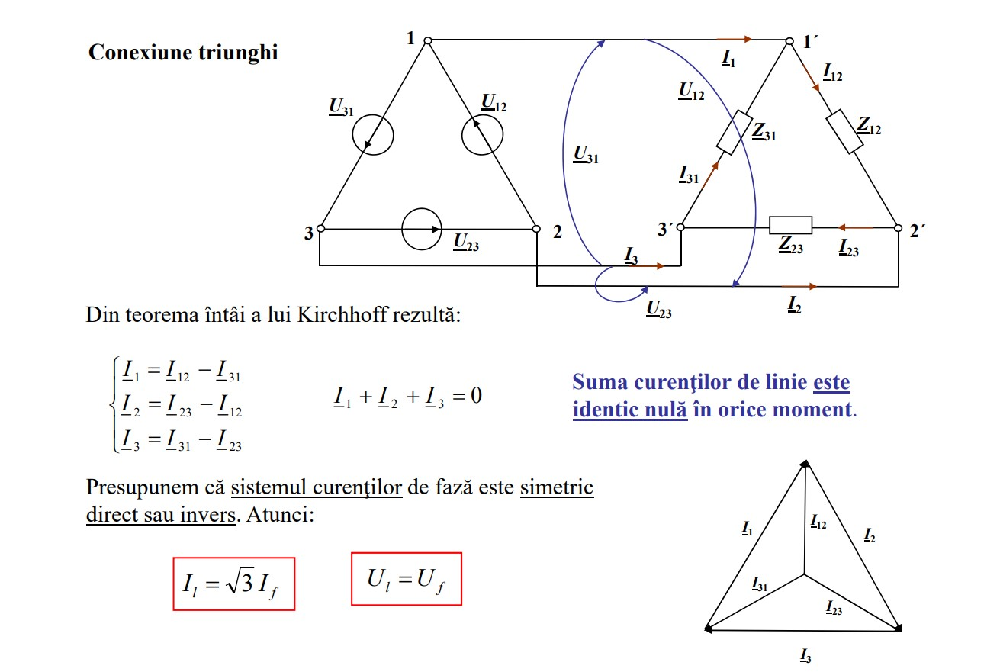 Conexiune triunghi
1
1´
I1
I12
U31
U12
U12
Z31
Z12
U31
I31
3
U23
2
3´
Z23
I23
2´
I3
U23
I2
Din teorema întâi a lui Kirchhoff rezultă:
I1 = I12 − I31
I2 = I23 − I12
I3 = I31 − I23
I1 + I2 + I3 = 0
Suma curenţilor de linie este
identic nulă în orice moment.
Presupunem că sistemul curenţilor de fază este simetric
direct sau invers. Atunci:
Il = √3 If
Ul = Uf
I1
I12
I2
I31
I23
I3